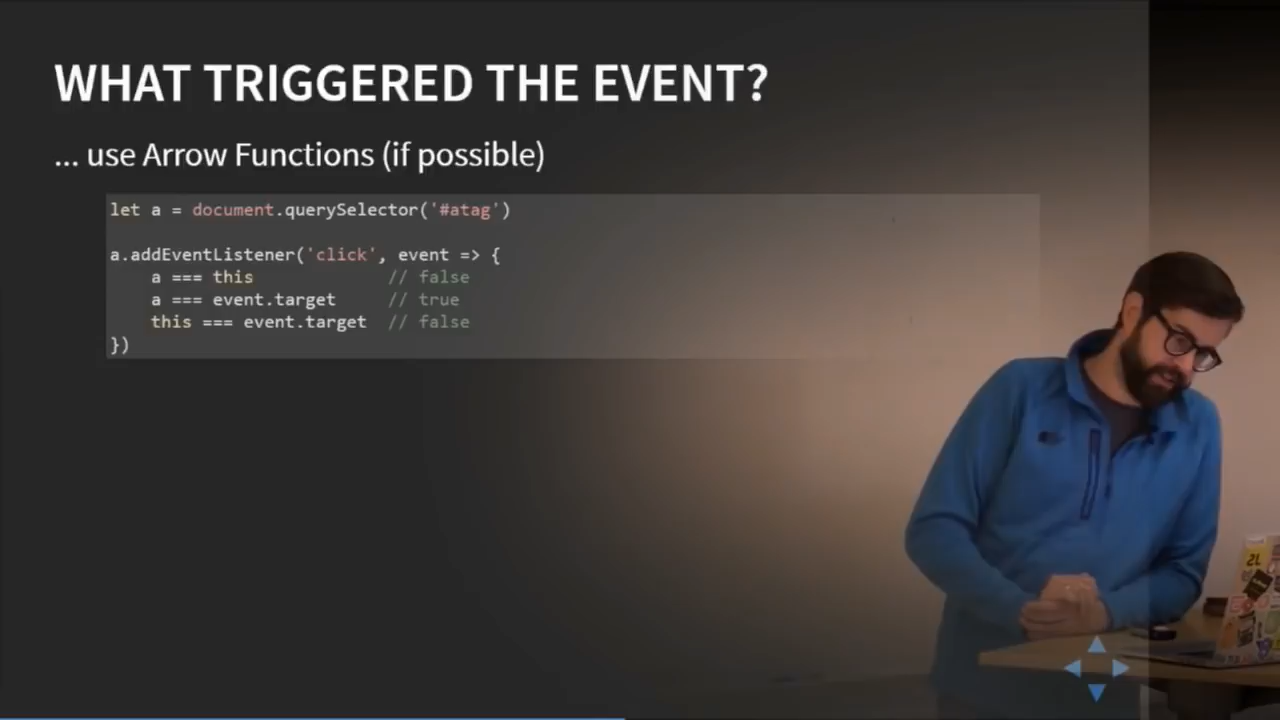 WHAT TRIGGERED THE EVENT?
... use Arrow Functions (if possible)
let a = document.querySelector('#atag')
a.addEventListener('click', event => {
    a === this             // false
    a === event.target     // true
    this === event.target  // false
})
2L